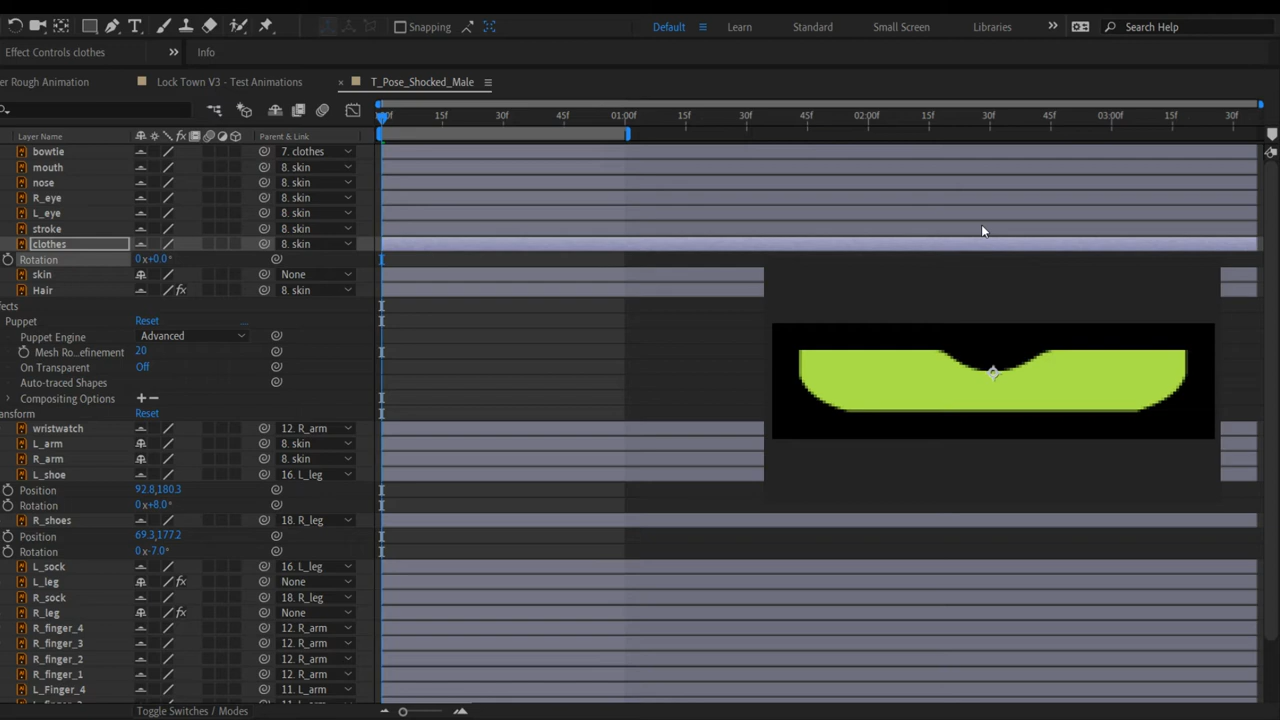 Snapping
Default
Learn
Standard
Small Screen
Libraries
Search Help
Effect Controls clothes
Info
er Rough Animation
Lock Town V3 - Test Animations
T_Pose_Shocked_Male
15f 30f 45f 01:00f 15f 30f 45f 02:00f 15f 30f 45f 03:00f 15f 30f
Layer Name
Parent & Link
bowtie 7. clothes
mouth 8. skin
nose 8. skin
R_eye 8. skin
L_eye 8. skin
stroke 8. skin
clothes 8. skin
Rotation 0x+0.0°
skin None
Hair 8. skin
ffects
Puppet Reset ...
Puppet Engine Advanced
Mesh Ro...efinement 20
On Transparent Off
Auto-traced Shapes
Compositing Options + −
ransform Reset
wristwatch 12. R_arm
L_arm 8. skin
R_arm 8. skin
L_shoe 16. L_leg
Position 92.8,180.3
Rotation 0x+8.0°
R_shoes 18. R_leg
Position 69.3,177.2
Rotation 0x-7.0°
L_sock 16. L_leg
L_leg None
R_sock 18. R_leg
R_leg None
R_finger_4 12. R_arm
R_finger_3 12. R_arm
R_finger_2 12. R_arm
R_finger_1 12. R_arm
L_Finger_4 11. L_arm
Toggle Switches / Modes